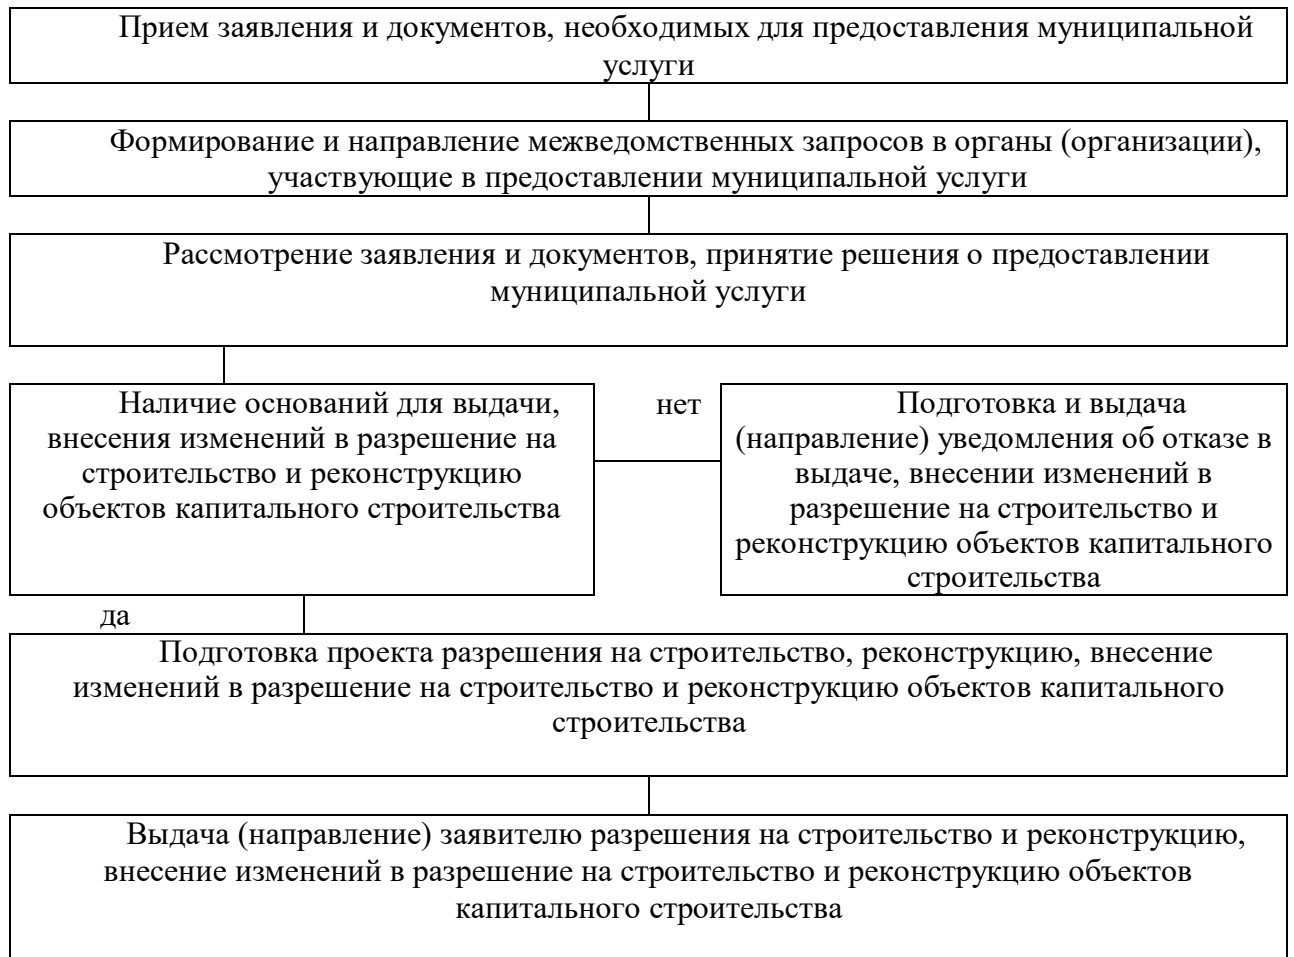 Прием заявления и документов, необходимых для предоставления муниципальной
услуги
Формирование и направление межведомственных запросов в органы (организации),
участвующие в предоставлении муниципальной услуги
Рассмотрение заявления и документов, принятие решения о предоставлении
муниципальной услуги
Наличие оснований для выдачи,
внесения изменений в разрешение на
строительство и реконструкцию
объектов капитального строительства
нет
Подготовка и выдача
(направление) уведомления об отказе в
выдаче, внесении изменений в
разрешение на строительство и
реконструкцию объектов капитального
строительства
да
Подготовка проекта разрешения на строительство, реконструкцию, внесение
изменений в разрешение на строительство и реконструкцию объектов капитального
строительства
Выдача (направление) заявителю разрешения на строительство и реконструкцию,
внесение изменений в разрешение на строительство и реконструкцию объектов
капитального строительства